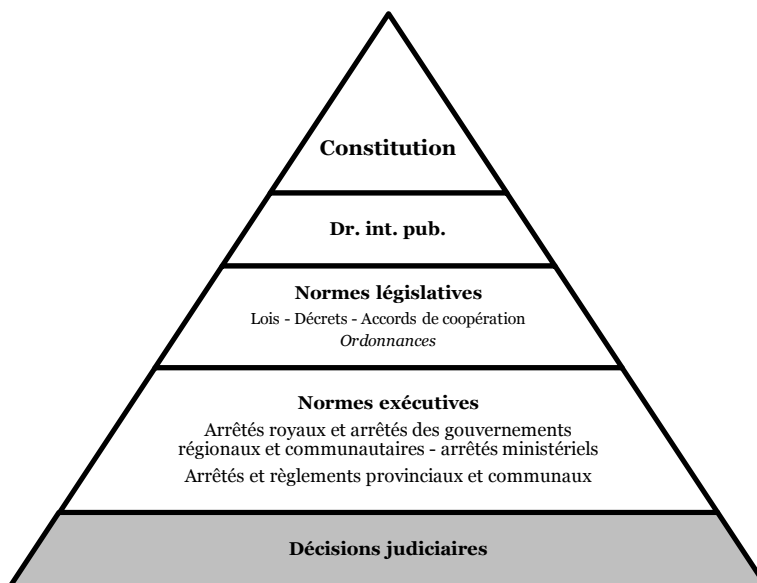 Constitution
Dr. int. pub.
Normes législatives
Lois - Décrets - Accords de coopération
Ordonnances
Normes exécutives
Arrêtés royaux et arrêtés des gouvernements
régionaux et communautaires - arrêtés ministériels
Arrêtés et règlements provinciaux et communaux
Décisions judiciaires